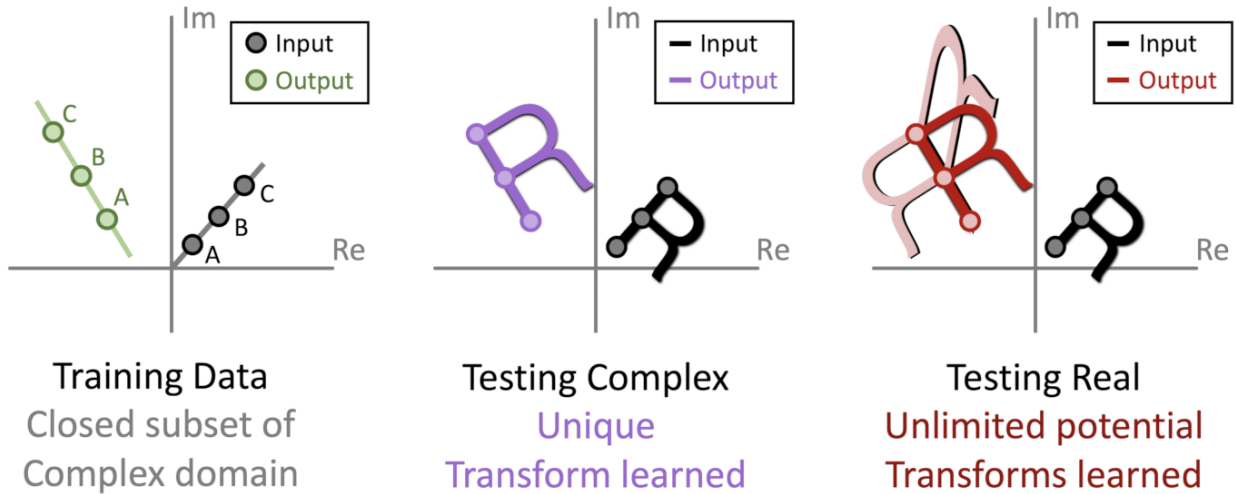 Im
Input
Output
C
B
A
C
B
A
Re
Training Data
Closed subset of
Complex domain
Im
Input
Output
Re
Testing Complex
Unique
Transform learned
Im
Input
Output
Re
Testing Real
Unlimited potential
Transforms learned